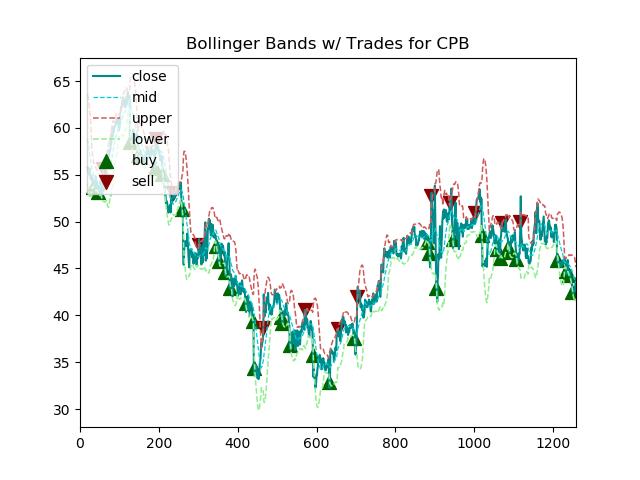 Bollinger Bands w/ Trades for CPB
close
mid
upper
lower
buy
sell
65
60
55
50
45
40
35
30
0 200 400 600 800 1000 1200